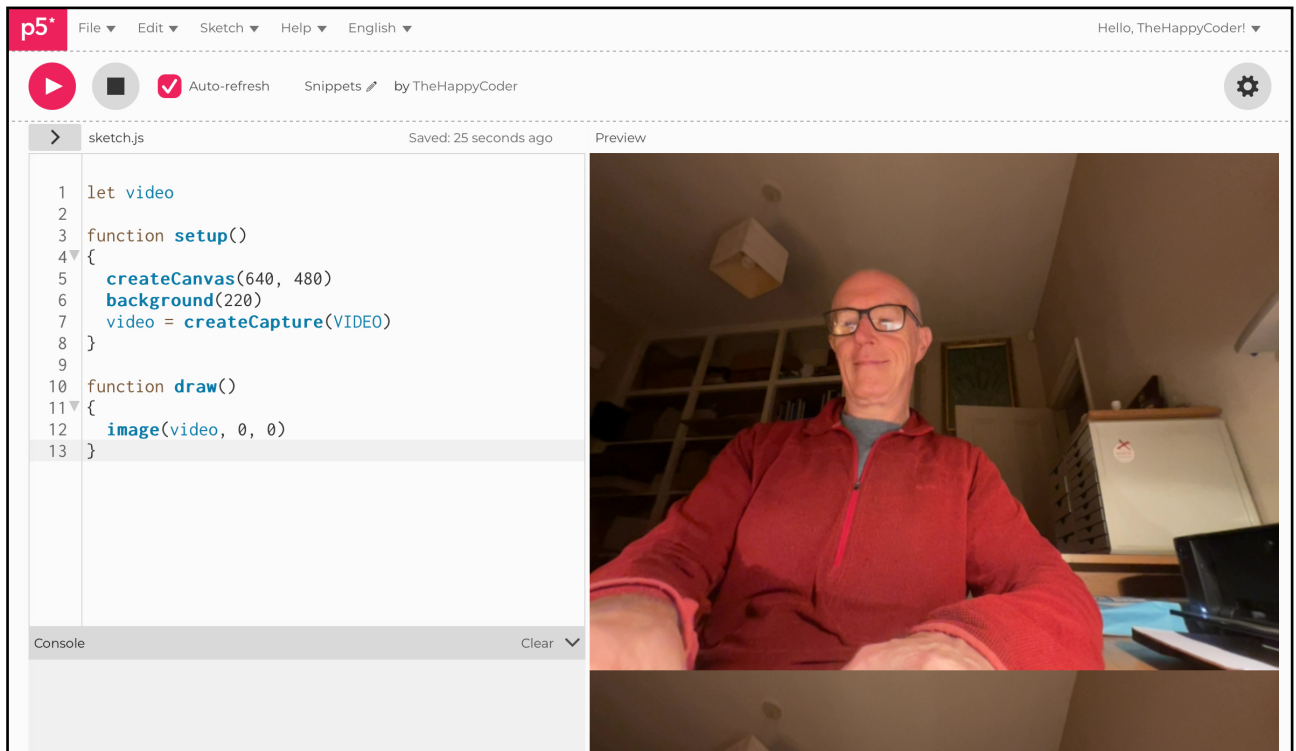 p5* File Edit Sketch Help English Hello, TheHappyCoder!
Auto-refresh Snippets by TheHappyCoder
sketch.js Saved: 25 seconds ago Preview
1 let video
2
3 function setup()
4 {
5 createCanvas(640, 480)
6 background(220)
7 video = createCapture(VIDEO)
8 }
9
10 function draw()
11 {
12 image(video, 0, 0)
13 }
Console Clear